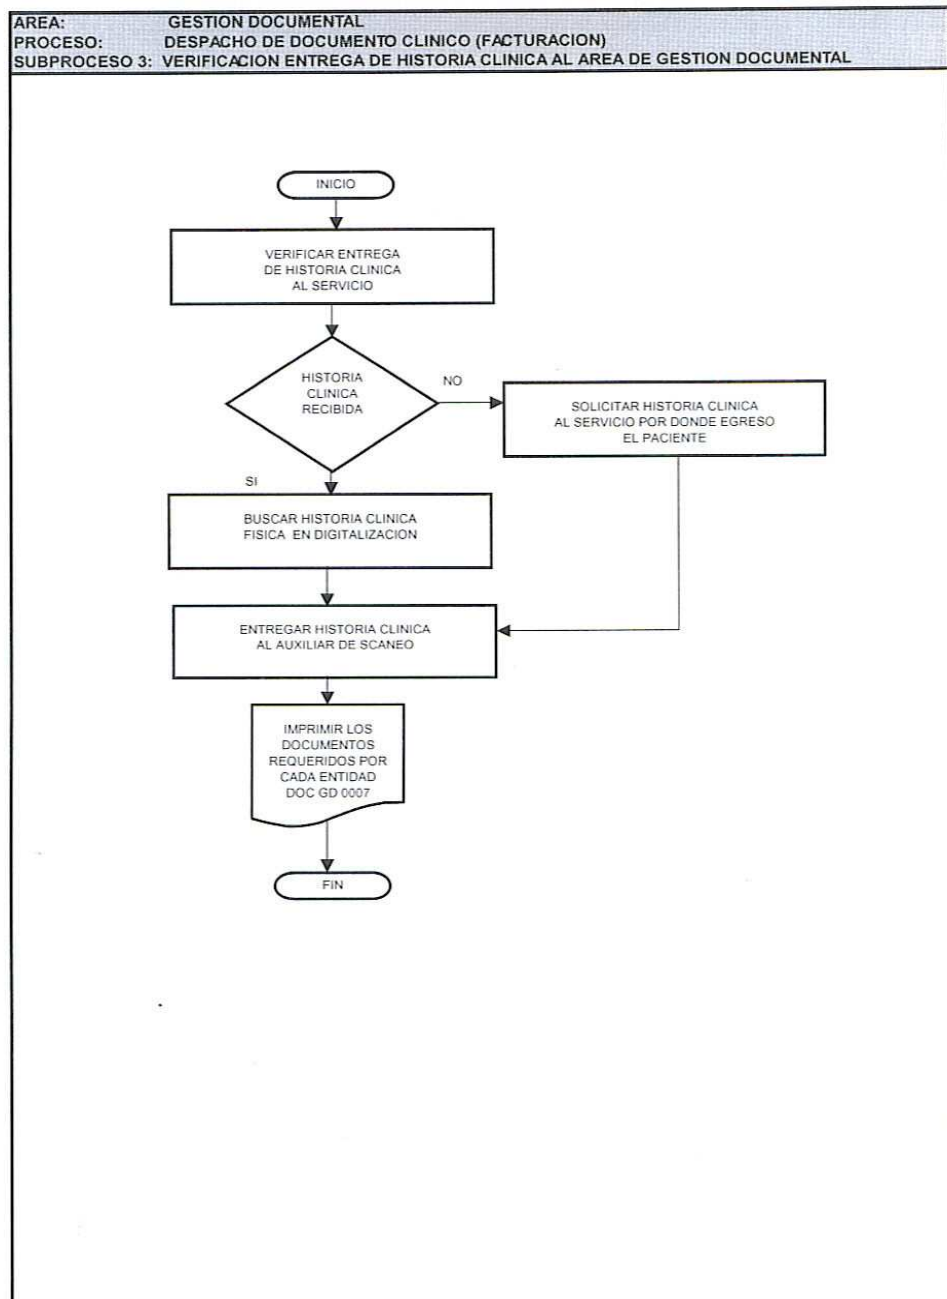 AREA: GESTION DOCUMENTAL
PROCESO: DESPACHO DE DOCUMENTO CLINICO (FACTURACION)
SUBPROCESO 3: VERIFICACION ENTREGA DE HISTORIA CLINICA AL AREA DE GESTION DOCUMENTAL
INICIO
VERIFICAR ENTREGA
DE HISTORIA CLINICA
AL SERVICIO
HISTORIA
CLINICA
RECIBIDA
NO
SOLICITAR HISTORIA CLINICA
AL SERVICIO POR DONDE EGRESO
EL PACIENTE
SI
BUSCAR HISTORIA CLINICA
FISICA EN DIGITALIZACION
ENTREGAR HISTORIA CLINICA
AL AUXILIAR DE SCANEO
IMPRIMIR LOS
DOCUMENTOS
REQUERIDOS POR
CADA ENTIDAD
DOC GD 0007
FIN